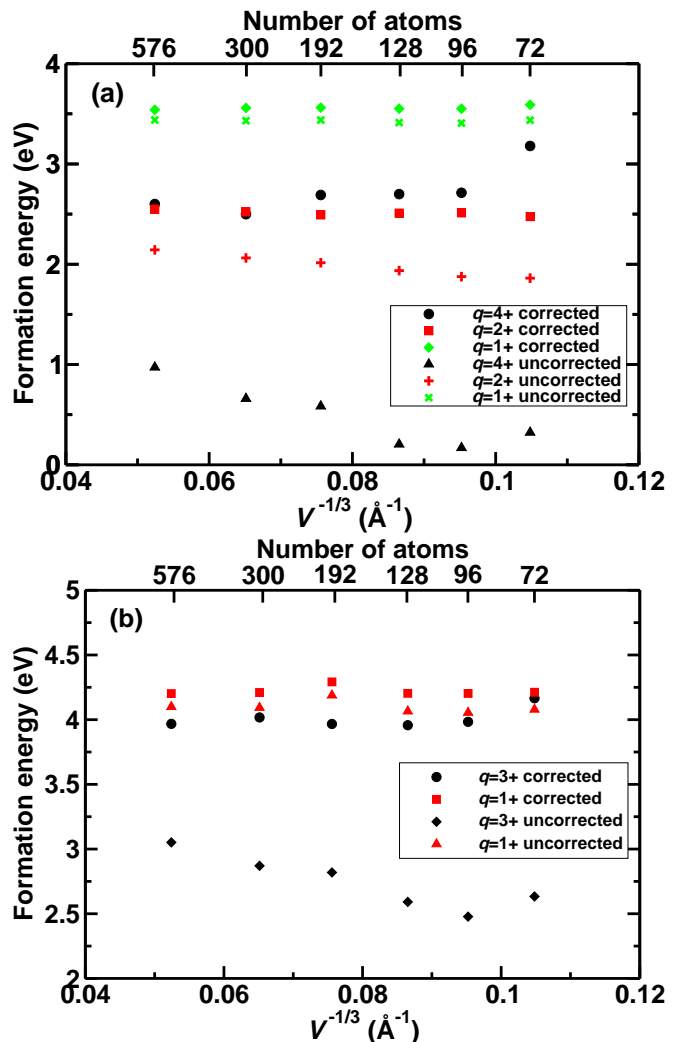 Number of atoms
576 300 192 128 96 72
(a)
4
3
2
1
0
Formation energy (eV)
q=4+ corrected
q=2+ corrected
q=1+ corrected
q=4+ uncorrected
q=2+ uncorrected
q=1+ uncorrected
0.04 0.06 0.08 0.1 0.12
V -1/3 (Å-1)
Number of atoms
576 300 192 128 96 72
(b)
5
4.5
4
3.5
3
2.5
2
Formation energy (eV)
q=3+ corrected
q=1+ corrected
q=3+ uncorrected
q=1+ uncorrected
0.04 0.06 0.08 0.1 0.12
V -1/3 (Å-1)